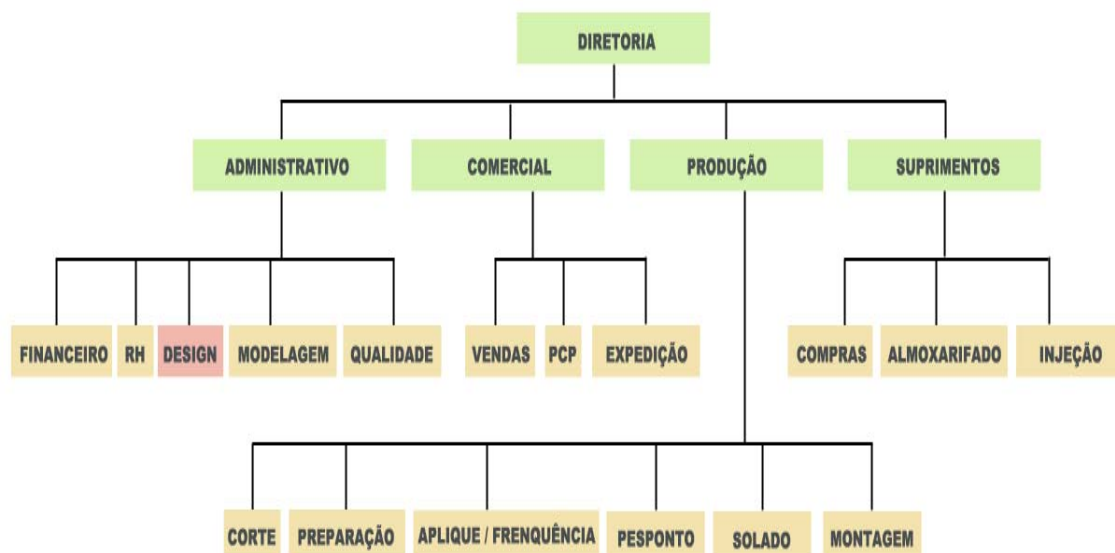 DIRETORIA
ADMINISTRATIVO
COMERCIAL
PRODUÇÃO
SUPRIMENTOS
FINANCEIRO
RH
DESIGN
MODELAGEM
QUALIDADE
VENDAS
PCP
EXPEDIÇÃO
COMPRAS
ALMOXARIFADO
INJEÇÃO
CORTE
PREPARAÇÃO
APLIQUE / FRENQUÊNCIA
PESPONTO
SOLADO
MONTAGEM